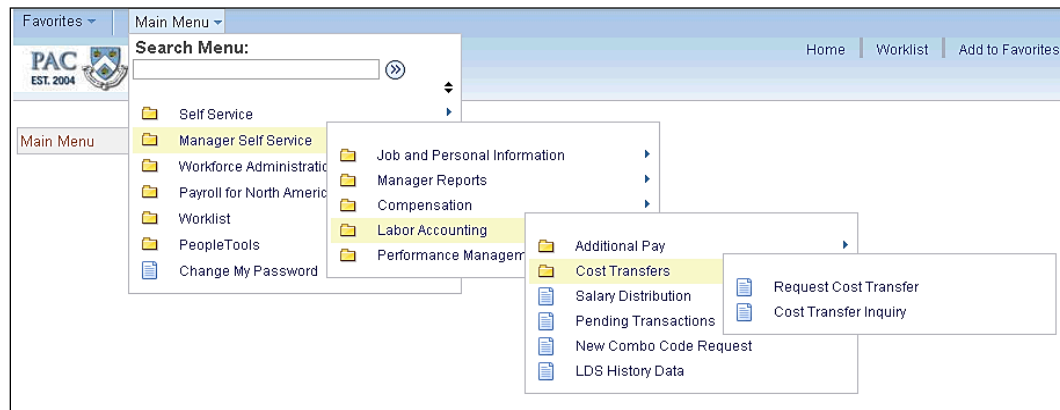 Favorites Main Menu
Search Menu:
Home Worklist Add to Favorites
PAC
EST. 2004
Self Service
Main Menu
Manager Self Service
Workforce Administratio
Payroll for North Americ
Worklist
PeopleTools
Change My Password
Job and Personal Information
Manager Reports
Compensation
Labor Accounting
Performance Managem
Additional Pay
Cost Transfers
Salary Distribution
Pending Transactions
New Combo Code Request
LDS History Data
Request Cost Transfer
Cost Transfer Inquiry